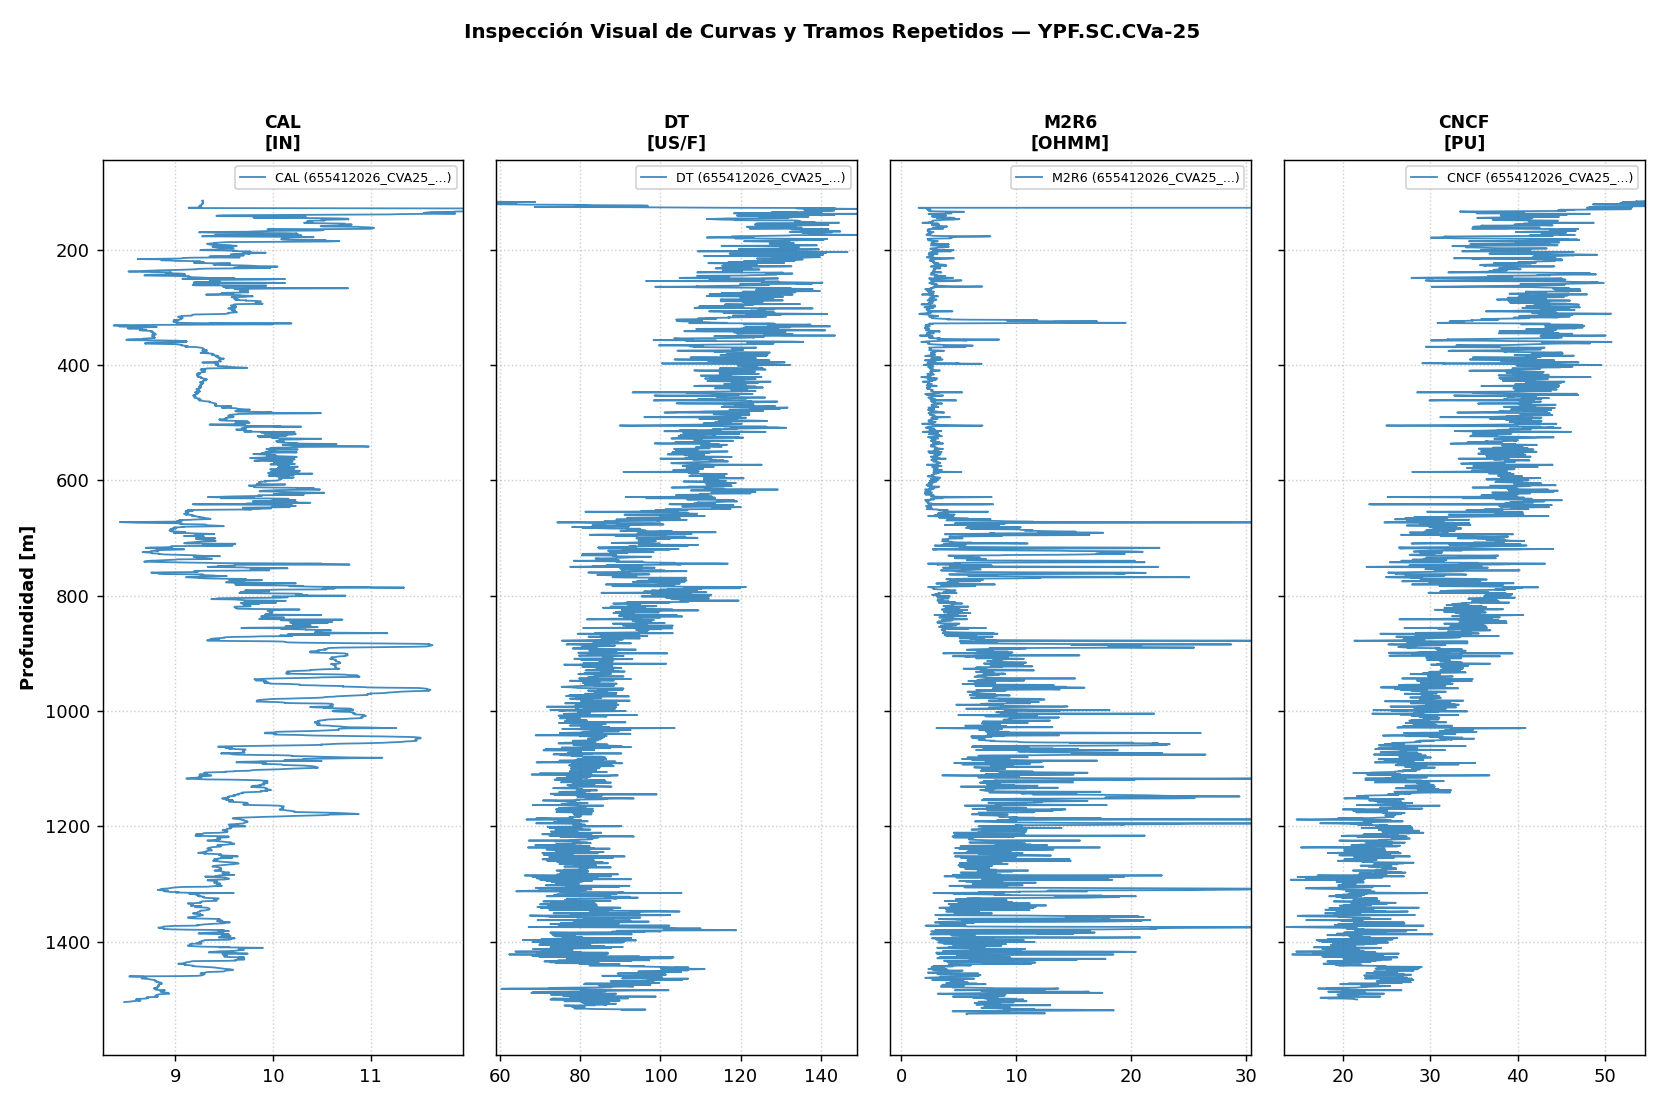 Inspección Visual de Curvas y Tramos Repetidos — YPF.SC.CVa-25
CAL
[IN]
DT
[US/F]
M2R6
[OHMM]
CNCF
[PU]
CAL (655412026_CVA25_...)
DT (655412026_CVA25_...)
M2R6 (655412026_CVA25_...)
CNCF (655412026_CVA25_...)
Profundidad [m]
200
400
600
800
1000
1200
1400
9 10 11
60 80 100 120 140
0 10 20 30
20 30 40 50